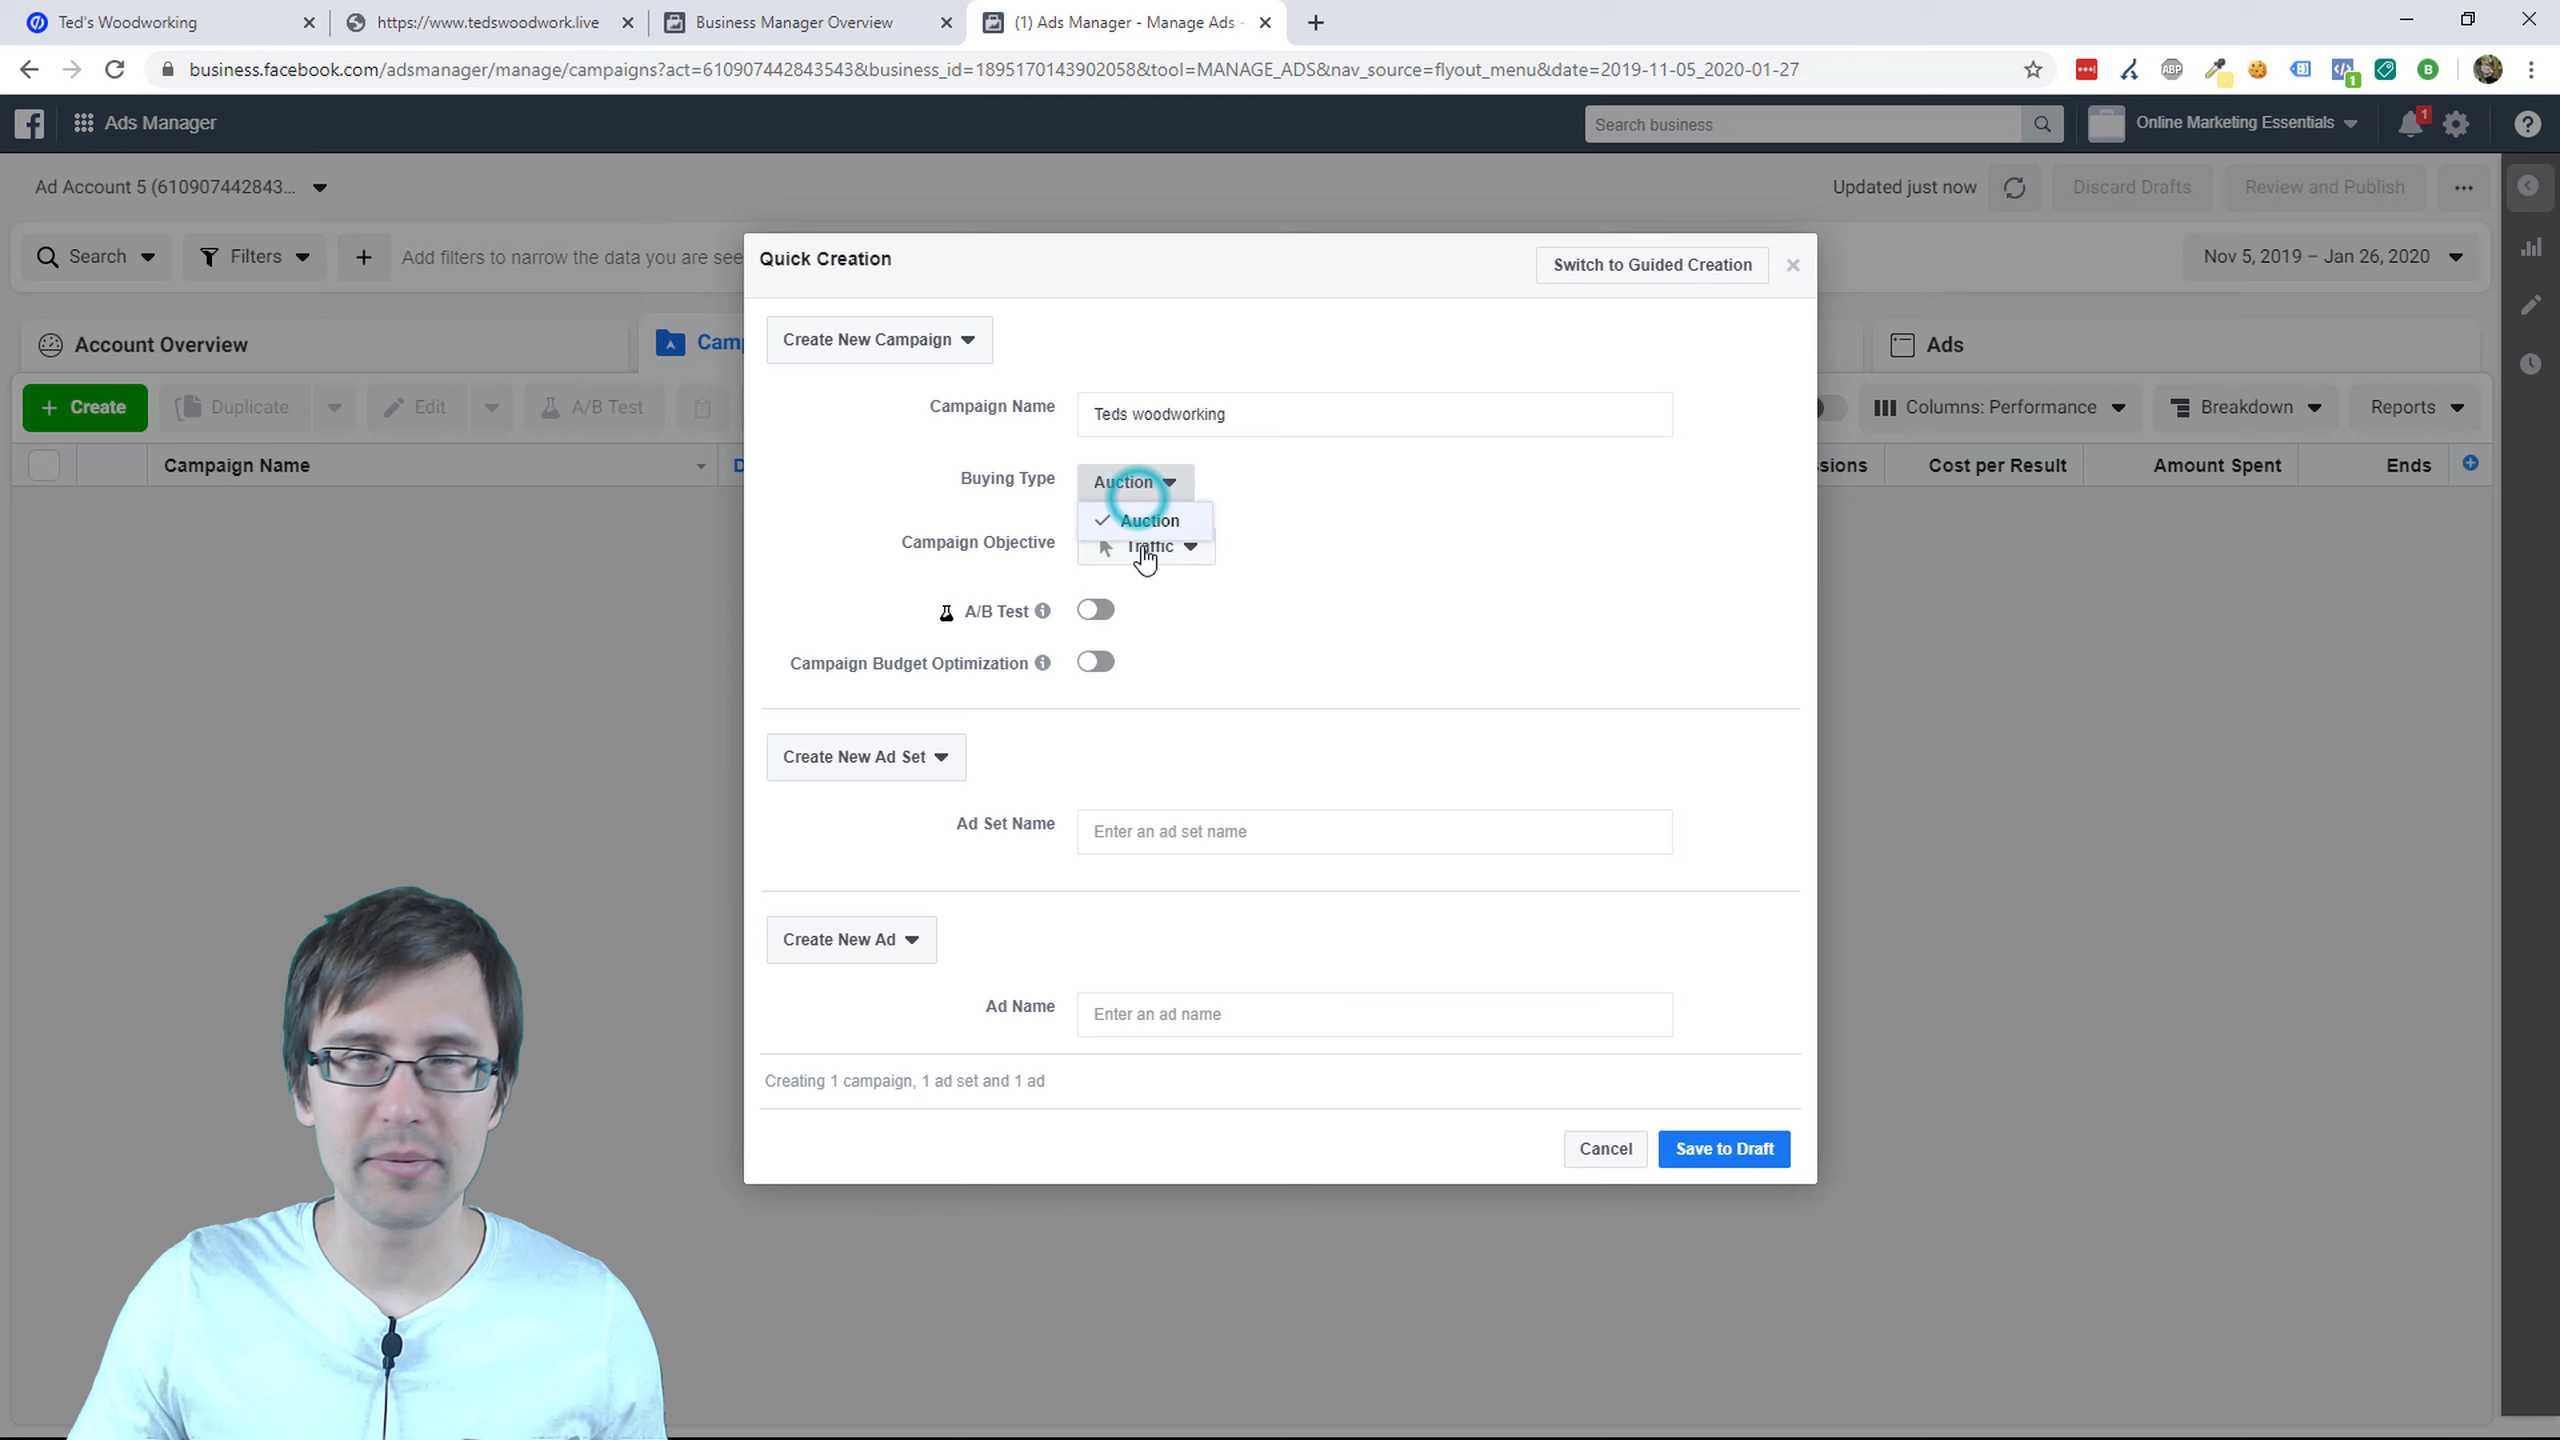 Ted's Woodworking
https://www.tedswoodwork.live
Business Manager Overview
(1) Ads Manager - Manage Ads -
business.facebook.com/adsmanager/manage/campaigns?act=610907442843543&business_id=1895170143902058&tool=MANAGE_ADS&nav_source=flyout_menu&date=2019-11-05_2020-01-27
ABP
1
B
Ads Manager
Search business
Online Marketing Essentials
1
Ad Account 5 (610907442843...
Updated just now
Discard Drafts
Review and Publish
Search
Filters
Add filters to narrow the data you are see
Nov 5, 2019 – Jan 26, 2020
Quick Creation
Switch to Guided Creation
Account Overview
Camp
Ads
Create New Campaign
+ Create
Duplicate
Edit
A/B Test
Columns: Performance
Breakdown
Reports
Campaign Name
Teds woodworking
Campaign Name
D
ssions
Cost per Result
Amount Spent
Ends
Buying Type
Auction
Auction
Campaign Objective
Traffic
A/B Test
Campaign Budget Optimization
Create New Ad Set
Ad Set Name
Enter an ad set name
Create New Ad
Ad Name
Enter an ad name
Creating 1 campaign, 1 ad set and 1 ad
Cancel
Save to Draft